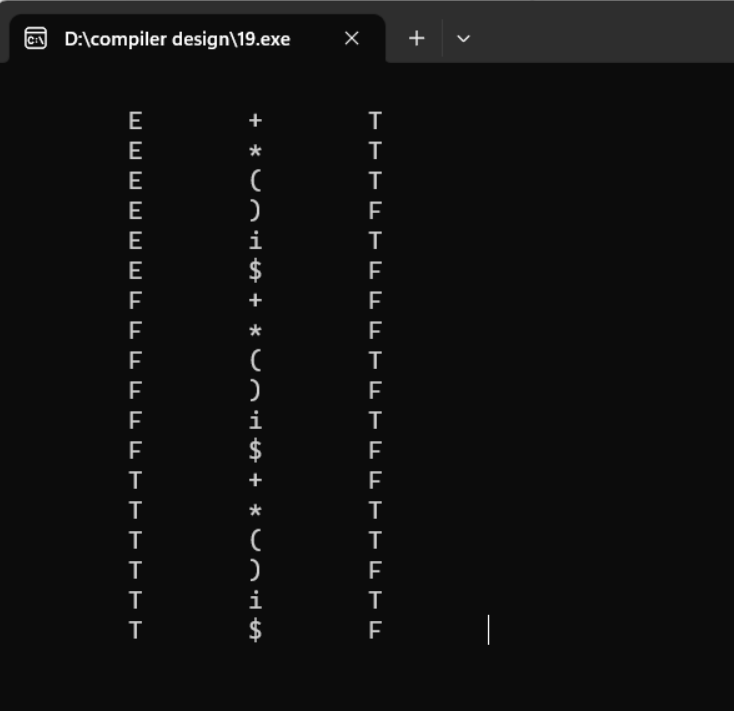 D:\compiler design\19.exe
E + T
E * T
E ( T
E ) F
E i T
E $ F
F + F
F * F
F ( T
F ) F
F i T
F $ F
T + F
T * T
T ( T
T ) F
T i T
T $ F